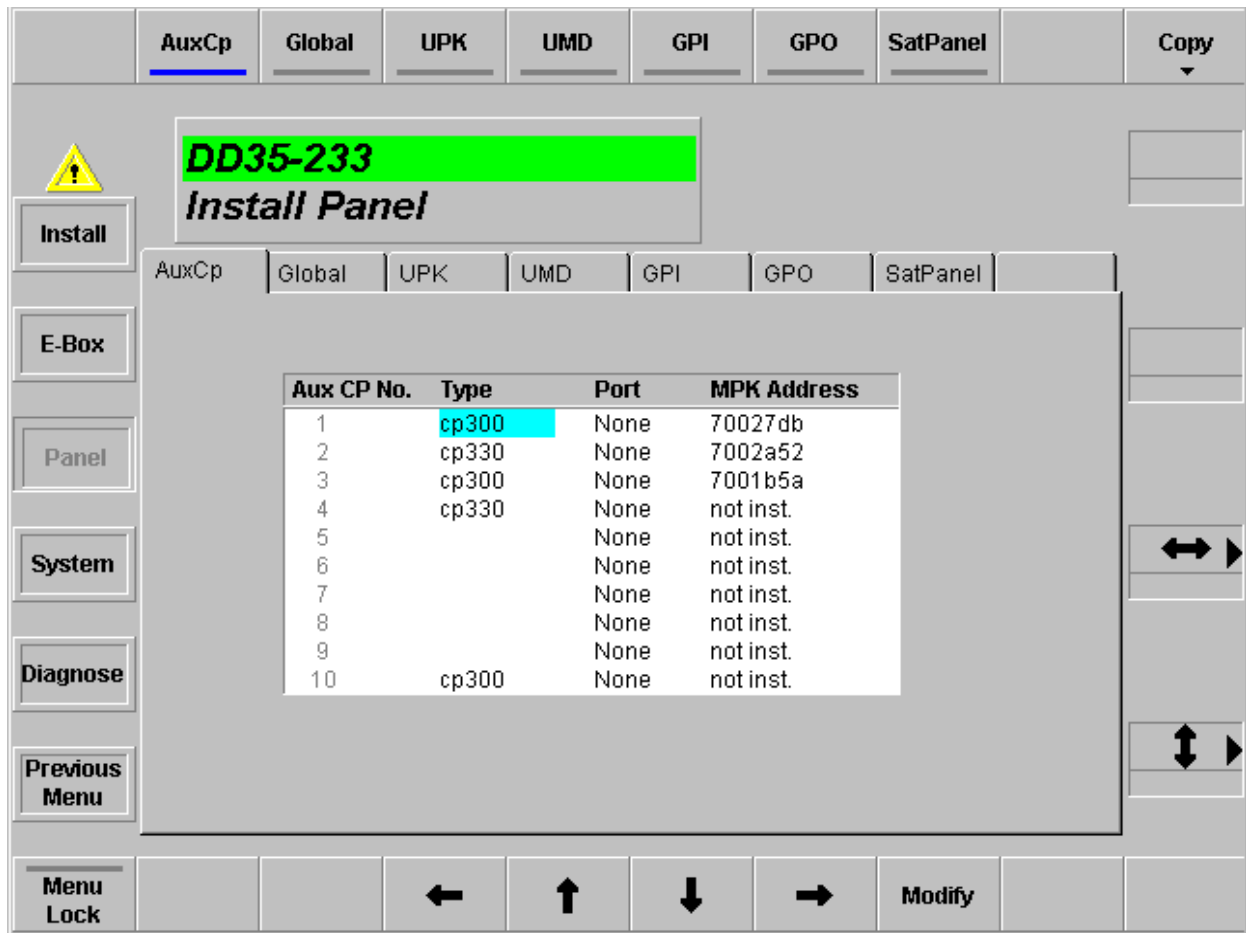 AuxCp Global UPK UMD GPI GPO SatPanel Copy
DD35-233
Install Panel
Install
AuxCp Global UPK UMD GPI GPO SatPanel
E-Box
Aux CP No. Type Port MPK Address
1 cp300 None 70027db
2 cp330 None 7002a52
Panel
3 cp300 None 7001b5a
4 cp330 None not inst.
5 None not inst.
System
6 None not inst.
7 None not inst.
8 None not inst.
9 None not inst.
Diagnose
10 cp300 None not inst.
Previous
Menu
Menu
Lock
Modify